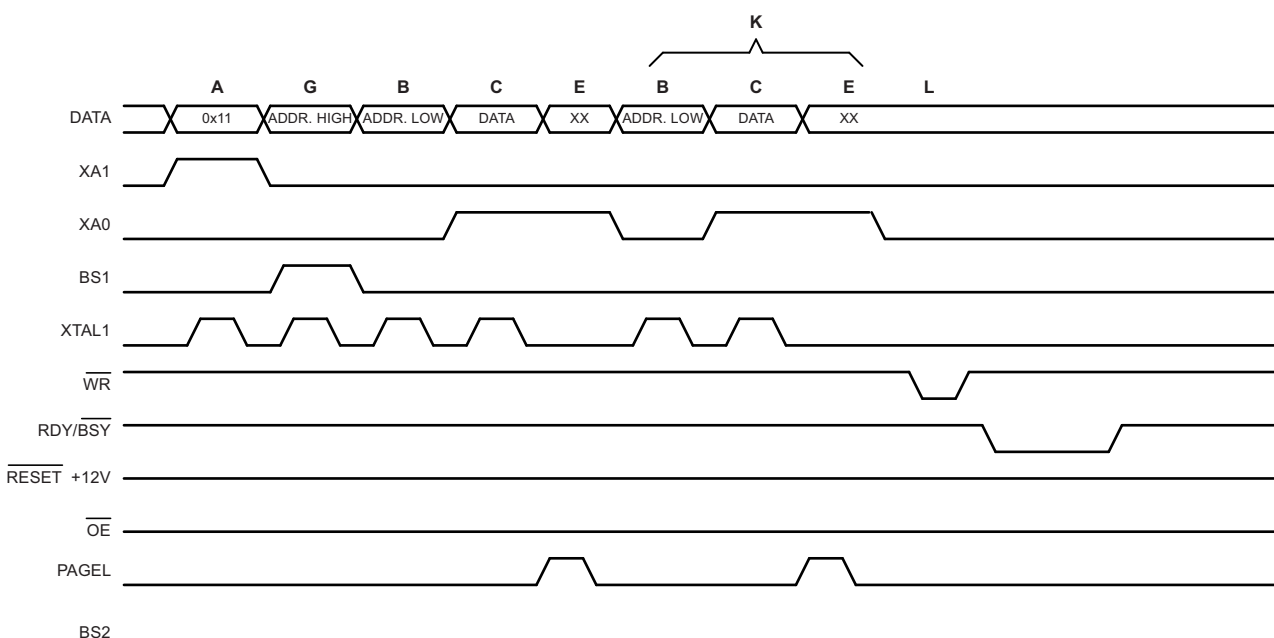 K
A G B C E B C E L
DATA 0x11 ADDR. HIGH ADDR. LOW DATA XX ADDR. LOW DATA XX
XA1
XA0
BS1
XTAL1
WR
RDY/BSY
RESET +12V
OE
PAGEL
BS2